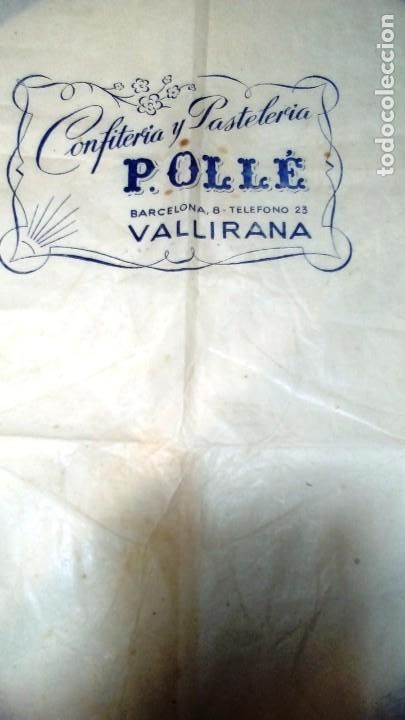 Confitería y Pastelería
P. OLLÉ
BARCELONA, 8 - TELEFONO 23
VALLIRANA
todocoleccion